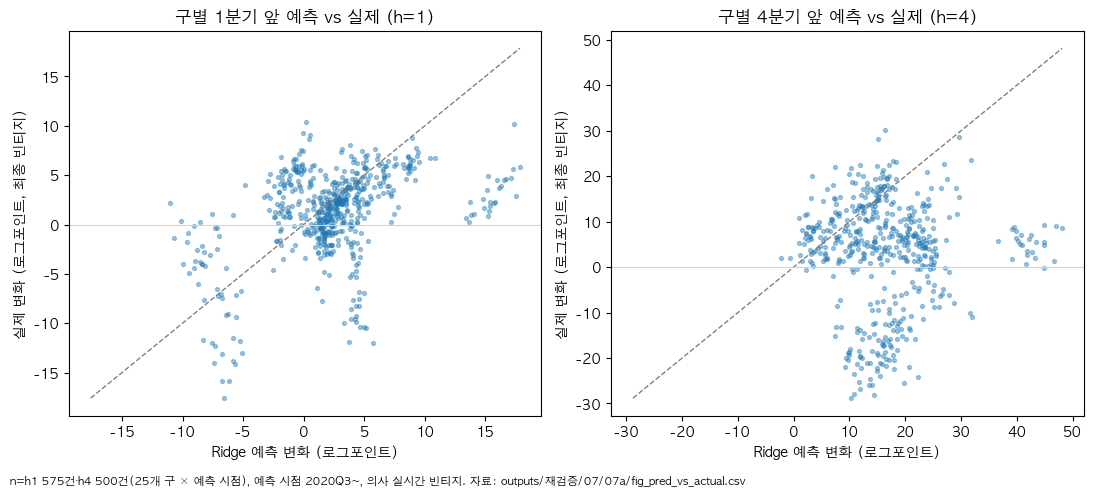 구별 1분기 앞 예측 vs 실제 (h=1)
실제 변화 (로그포인트, 최종 빈티지)
15
10
5
0
-5
-10
-15
-15 -10 -5 0 5 10 15
Ridge 예측 변화 (로그포인트)
구별 4분기 앞 예측 vs 실제 (h=4)
실제 변화 (로그포인트, 최종 빈티지)
50
40
30
20
10
0
-10
-20
-30
-30 -20 -10 0 10 20 30 40 50
Ridge 예측 변화 (로그포인트)
n=h1 575건·h4 500건(25개 구 × 예측 시점), 예측 시점 2020Q3~, 의사 실시간 빈티지. 자료: outputs/재검증/07/07a/fig_pred_vs_actual.csv